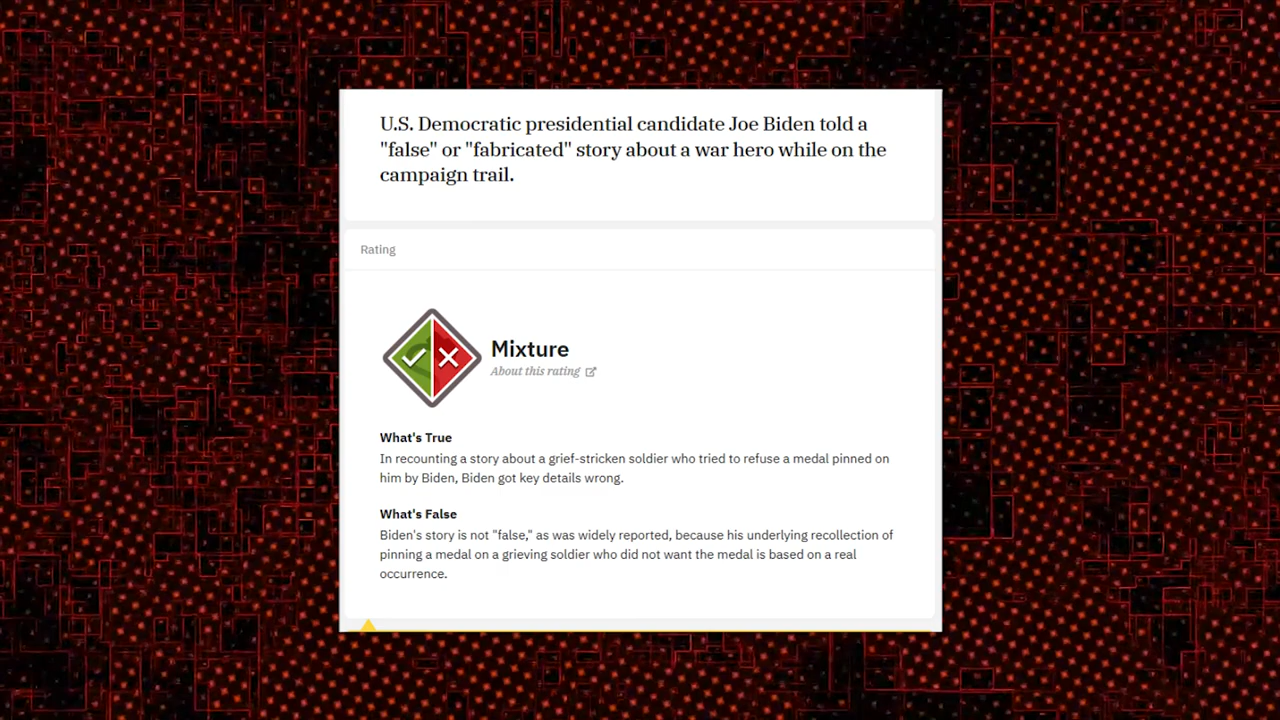 U.S. Democratic presidential candidate Joe Biden told a
"false" or "fabricated" story about a war hero while on the
campaign trail.
Rating
Mixture
About this rating
What's True
In recounting a story about a grief-stricken soldier who tried to refuse a medal pinned on
him by Biden, Biden got key details wrong.
What's False
Biden's story is not "false," as was widely reported, because his underlying recollection of
pinning a medal on a grieving soldier who did not want the medal is based on a real
occurrence.